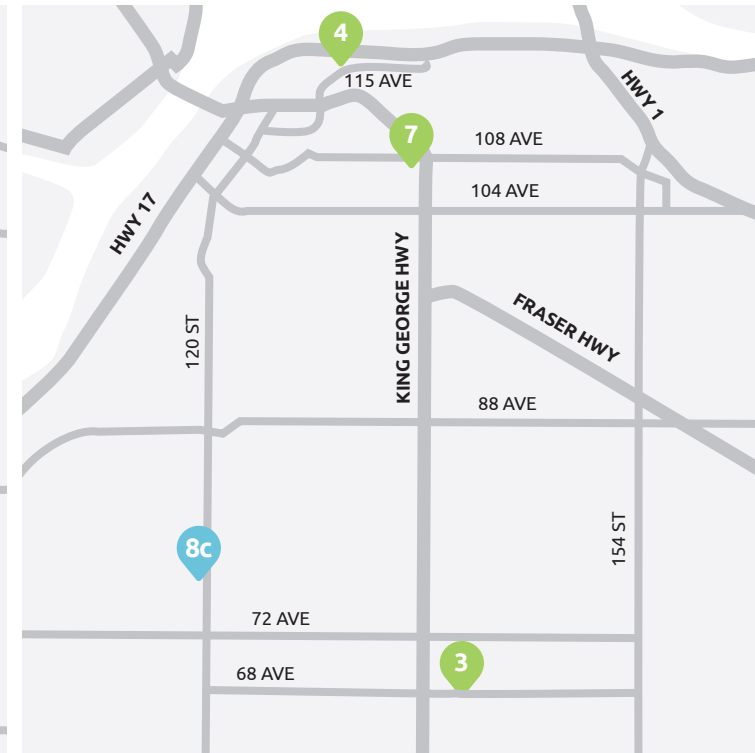 4
115 AVE
HWY 1
7
108 AVE
104 AVE
HWY 17
KING GEORGE HWY
FRASER HWY
120 ST
88 AVE
8c
154 ST
72 AVE
3
68 AVE